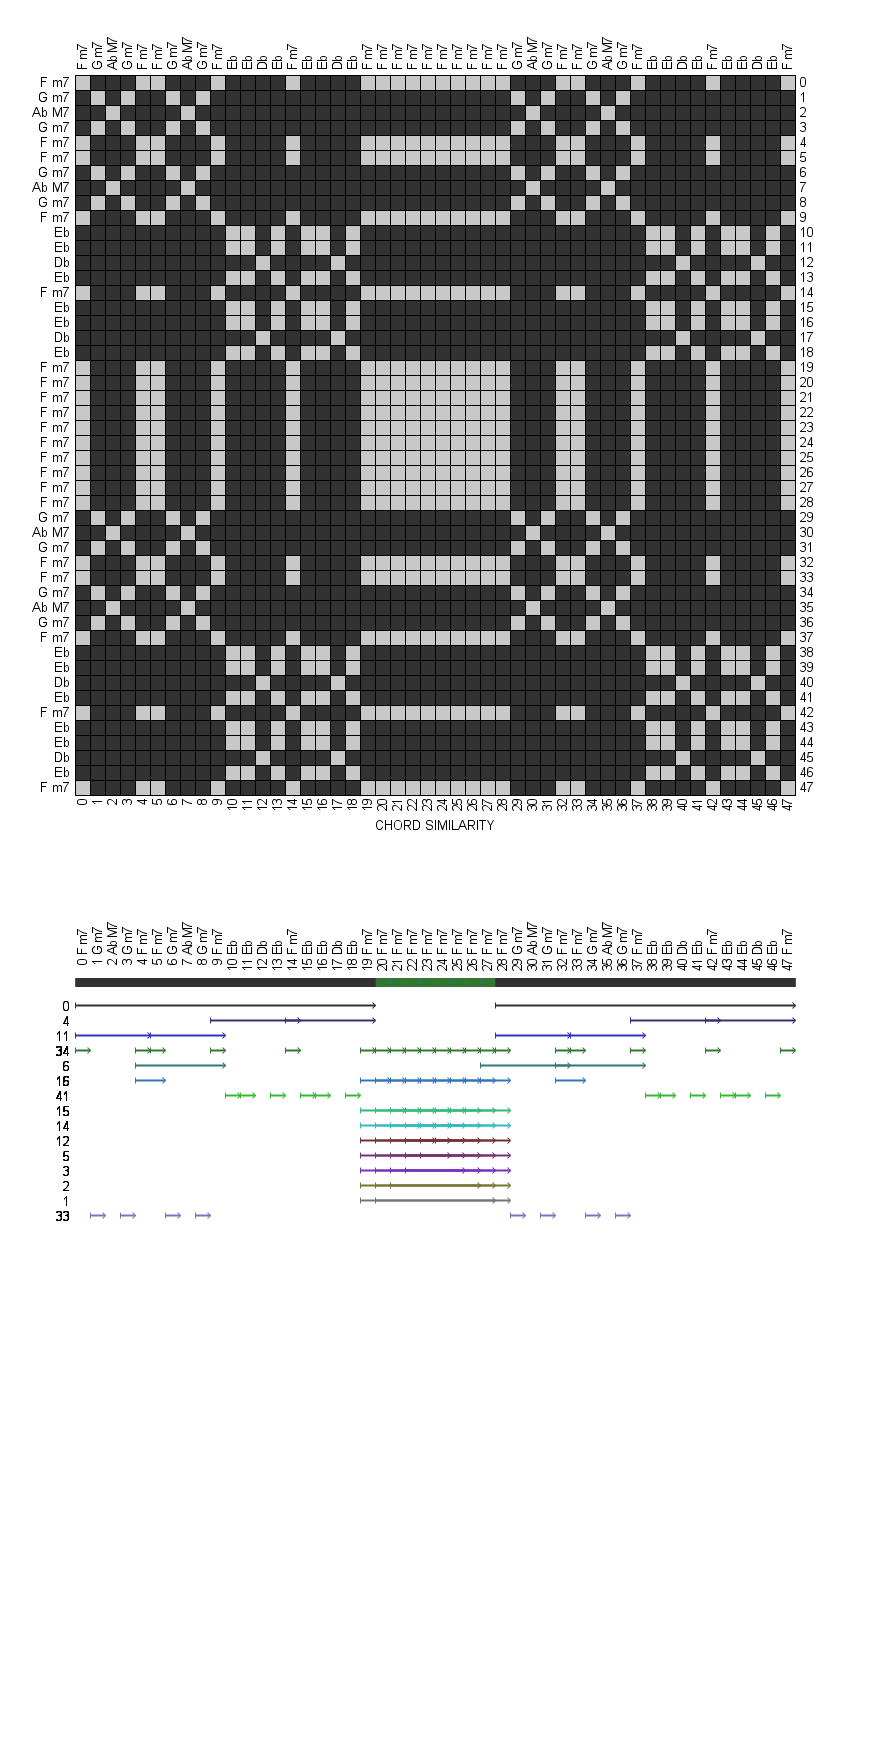 F m7 G m7 Ab M7 G m7 F m7 F m7 G m7 Ab M7 G m7 F m7 Eb Eb Db Eb F m7 Eb Eb Db Eb F m7 F m7 F m7 F m7 F m7 F m7 F m7 F m7 F m7 F m7 G m7 Ab M7 G m7 F m7 F m7 G m7 Ab M7 G m7 F m7 Eb Eb Db Eb F m7 Eb Eb Db Eb F m7
F m7 0
G m7 1
Ab M7 2
G m7 3
F m7 4
F m7 5
G m7 6
Ab M7 7
G m7 8
F m7 9
Eb 10
Eb 11
Db 12
Eb 13
F m7 14
Eb 15
Eb 16
Db 17
Eb 18
F m7 19
F m7 20
F m7 21
F m7 22
F m7 23
F m7 24
F m7 25
F m7 26
F m7 27
F m7 28
G m7 29
Ab M7 30
G m7 31
F m7 32
F m7 33
G m7 34
Ab M7 35
G m7 36
F m7 37
Eb 38
Eb 39
Db 40
Eb 41
F m7 42
Eb 43
Eb 44
Db 45
Eb 46
F m7 47
0 1 2 3 4 5 6 7 8 9 10 11 12 13 14 15 16 17 18 19 20 21 22 23 24 25 26 27 28 29 30 31 32 33 34 35 36 37 38 39 40 41 42 43 44 45 46 47
CHORD SIMILARITY
0 F m7 1 G m7 2 Ab M7 3 G m7 4 F m7 5 F m7 6 G m7 7 Ab M7 8 G m7 9 F m7 10 Eb 11 Eb 12 Db 13 Eb 14 F m7 15 Eb 16 Eb 17 Db 18 Eb 19 F m7 20 F m7 21 F m7 22 F m7 23 F m7 24 F m7 25 F m7 26 F m7 27 F m7 28 F m7 29 G m7 30 Ab M7 31 G m7 32 F m7 33 F m7 34 G m7 35 Ab M7 36 G m7 37 F m7 38 Eb 39 Eb 40 Db 41 Eb 42 F m7 43 Eb 44 Eb 45 Db 46 Eb 47 F m7
0
4
11
6
41
15
14
12
5
3
2
1
33